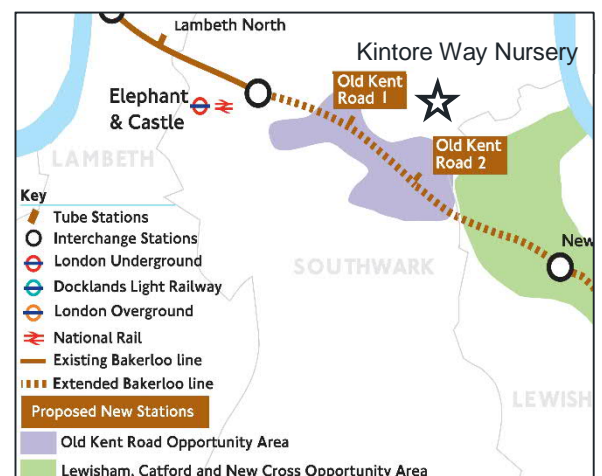 Lambeth North
Kintore Way Nursery
Old Kent
Road 1
Elephant
& Castle
Old Kent
Road 2
LAMBETH
Key
Tube Stations
Interchange Stations
London Underground
Docklands Light Railway
London Overground
National Rail
Existing Bakerloo line
Extended Bakerloo line
Proposed New Stations
Old Kent Road Opportunity Area
Lewisham, Catford and New Cross Opportunity Area
SOUTHWARK
New
LEWISH